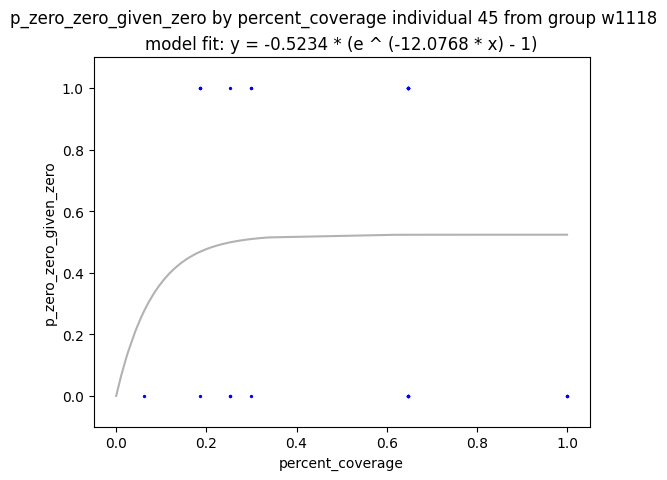 p_zero_zero_given_zero by percent_coverage individual 45 from group w1118
model fit: y = -0.5234 * (e ^ (-12.0768 * x) - 1)
1.0
0.8
0.6
0.4
0.2
0.0
p_zero_zero_given_zero
0.0 0.2 0.4 0.6 0.8 1.0
percent_coverage